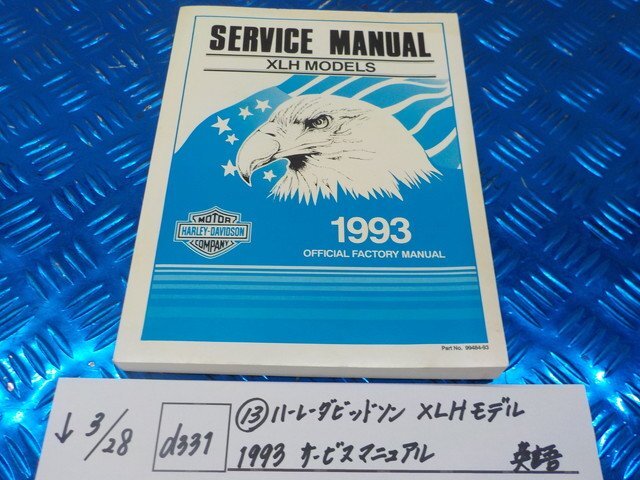 SERVICE MANUAL
XLH MODELS
1993
OFFICIAL FACTORY MANUAL
MOTOR
HARLEY-DAVIDSON
COMPANY
Part No. 99484-93
↓ 3/28
d331
⑬ ハーレーダビッドソン XLHモデル
1993 サービスマニュアル 英語